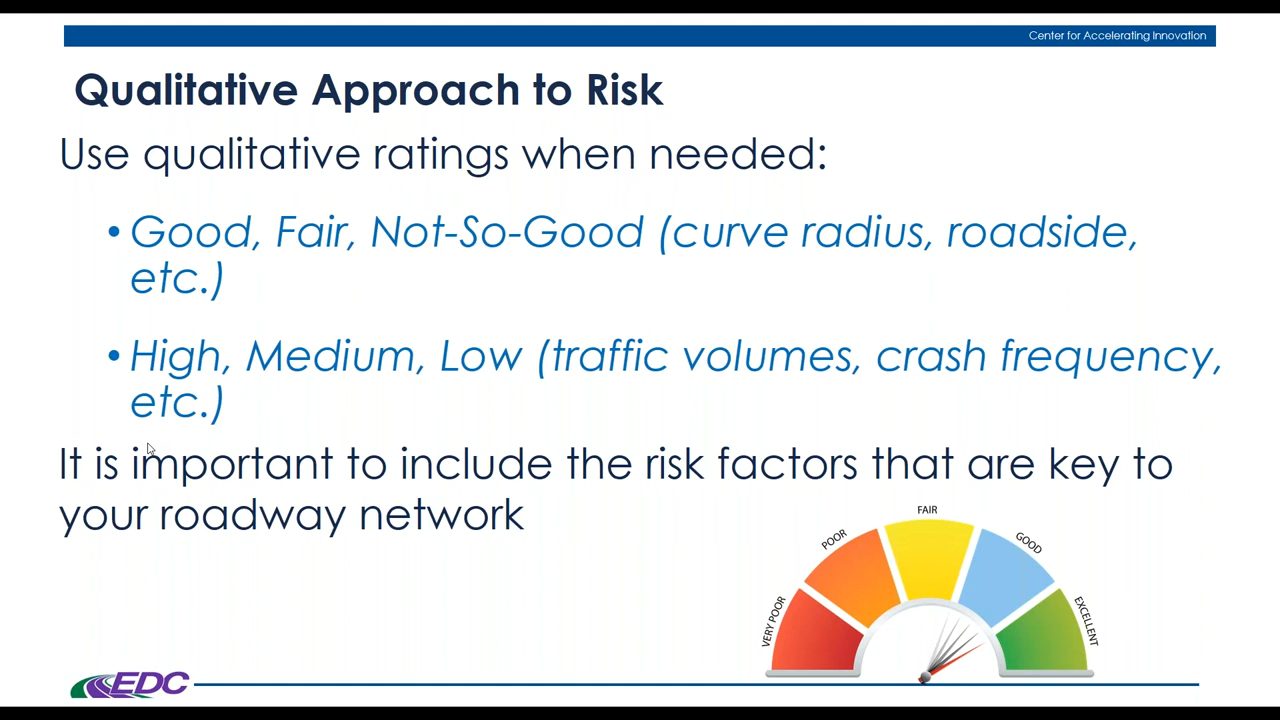 Center for Accelerating Innovation
Qualitative Approach to Risk
Use qualitative ratings when needed:
• Good, Fair, Not-So-Good (curve radius, roadside,
etc.)
• High, Medium, Low (traffic volumes, crash frequency,
etc.)
It is important to include the risk factors that are key to
your roadway network
VERY POOR
POOR
FAIR
GOOD
EXCELLENT
EDC